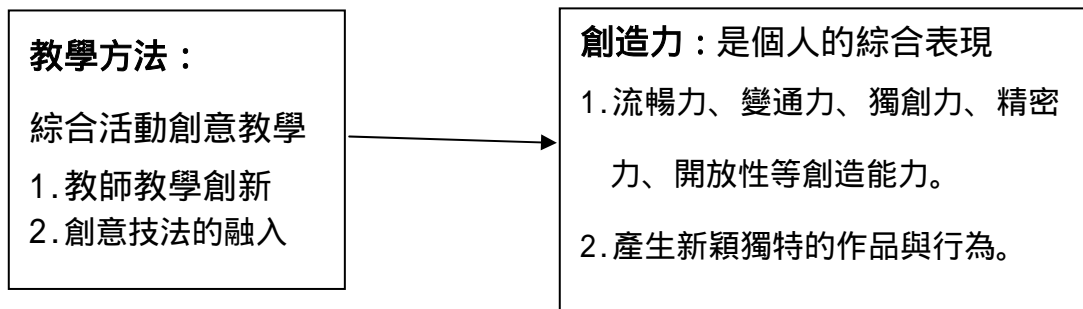 教學方法：
綜合活動創意教學
1.教師教學創新
2.創意技法的融入
創造力：是個人的綜合表現
1.流暢力、變通力、獨創力、精密
力、開放性等創造能力。
2.產生新穎獨特的作品與行為。